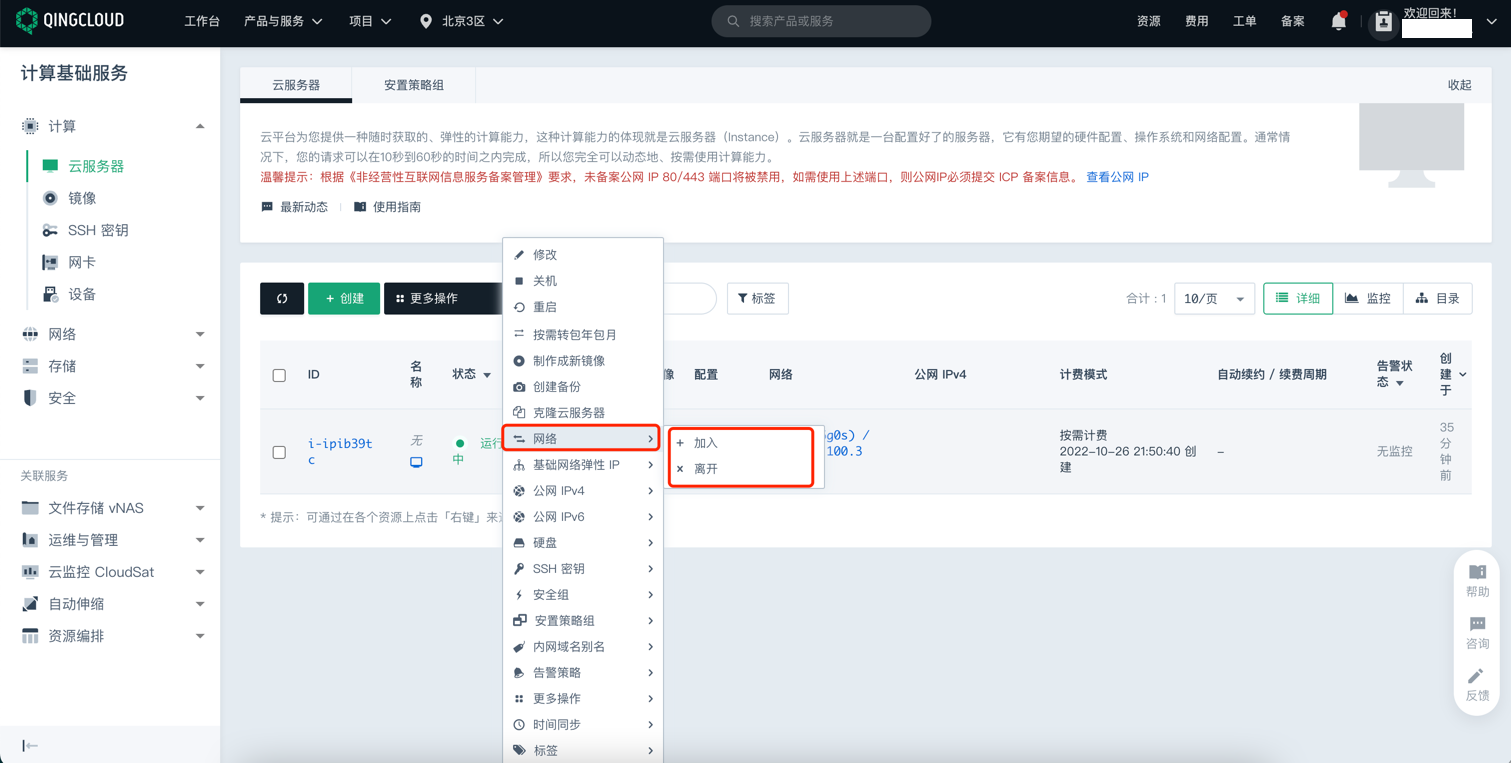 QINGCLOUD
工作台
产品与服务
项目
北京3区
搜索产品或服务
资源
费用
工单
备案
欢迎回来！
计算基础服务
计算
云服务器
镜像
SSH 密钥
网卡
设备
网络
存储
安全
关联服务
文件存储 vNAS
运维与管理
云监控 CloudSat
自动伸缩
资源编排
云服务器
安置策略组
收起
云平台为您提供一种随时获取的、弹性的计算能力，这种计算能力的体现就是云服务器（Instance）。云服务器就是一台配置好了的服务器，它有您期望的硬件配置、操作系统和网络配置。通常情
况下，您的请求可以在10秒到60秒的时间之内完成，所以您完全可以动态地、按需使用计算能力。
温馨提示：根据《非经营性互联网信息服务备案管理》要求，未备案公网 IP 80/443 端口将被禁用，如需使用上述端口，则公网IP必须提交 ICP 备案信息。 查看公网 IP
最新动态
使用指南
+ 创建
更多操作
标签
合计：1
10/页
详细
监控
目录
ID
名
称
状态
像
配置
网络
公网 IPv4
计费模式
自动续约 / 续费周期
告警状
态
创
建
于
i-ipib39t
c
无
运行
中
g0s) /
100.3
按需计费
2022-10-26 21:50:40 创
建
–
无监控
35
分
钟
前
* 提示：可通过在各个资源上点击「右键」来
修改
关机
重启
按需转包年包月
制作成新镜像
创建备份
克隆云服务器
网络
基础网络弹性 IP
公网 IPv4
公网 IPv6
硬盘
SSH 密钥
安全组
安置策略组
内网域名别名
告警策略
更多操作
时间同步
标签
+ 加入
× 离开
帮助
咨询
反馈